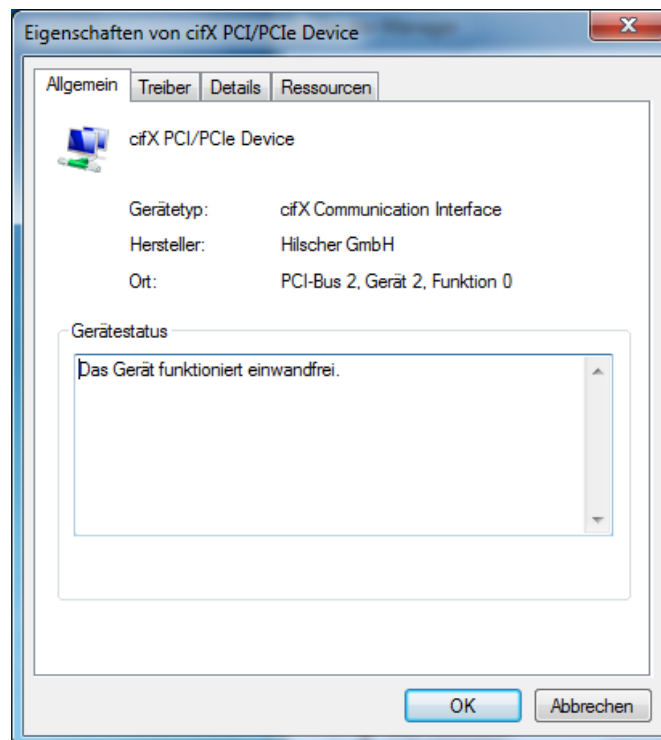 Eigenschaften von cifX PCI/PCIe Device
Allgemein Treiber Details Ressourcen
cifX PCI/PCIe Device
Gerätetyp: cifX Communication Interface
Hersteller: Hilscher GmbH
Ort: PCI-Bus 2, Gerät 2, Funktion 0
Gerätestatus
Das Gerät funktioniert einwandfrei.
OK Abbrechen